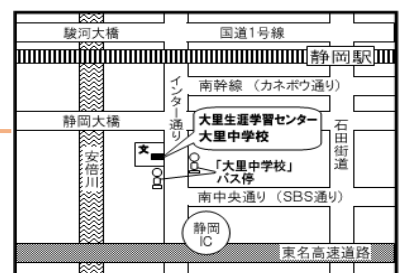 駿河大橋
国道1号線
静岡駅
インター通り
南幹線（カネボウ通り）
静岡大橋
大里生涯学習センター
大里中学校
石田街道
文
安倍川
「大里中学校」
バス停
南中央通り（SBS通り）
静岡
IC
東名高速道路